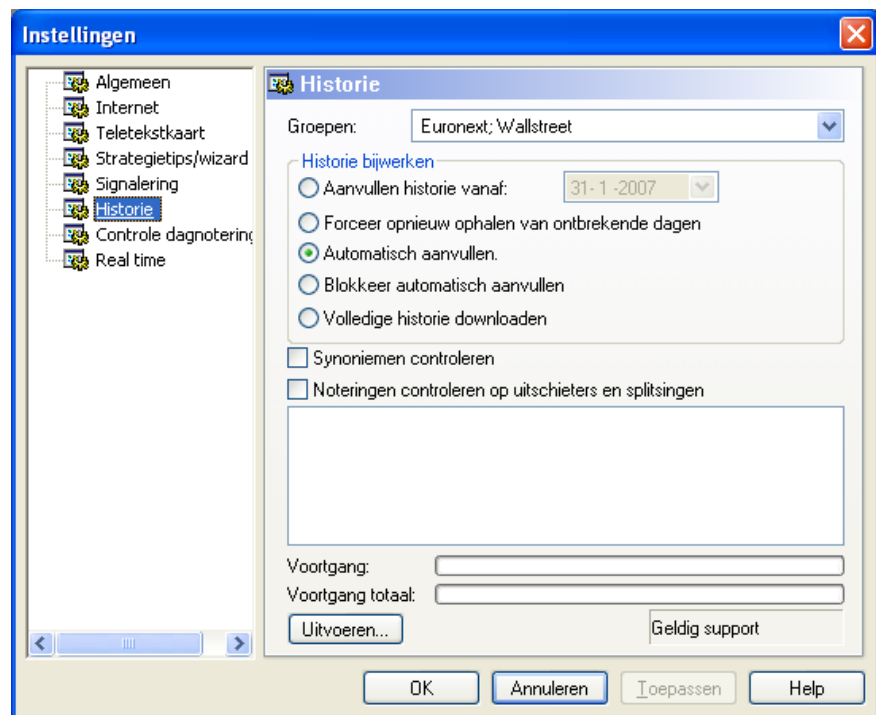 Instellingen
Algemeen
Internet
Teletekstkaart
Strategietips/wizard
Signalering
Historie
Controle dagnotering
Real time
Historie
Groepen: Euronext; Wallstreet
Historie bijwerken
Aanvullen historie vanaf: 31- 1 -2007
Forceer opnieuw ophalen van ontbrekende dagen
Automatisch aanvullen.
Blokkeer automatisch aanvullen
Volledige historie downloaden
Synoniemen controleren
Noteringen controleren op uitschieters en splitsingen
Voortgang:
Voortgang totaal:
Uitvoeren... Geldig support
OK Annuleren Toepassen Help